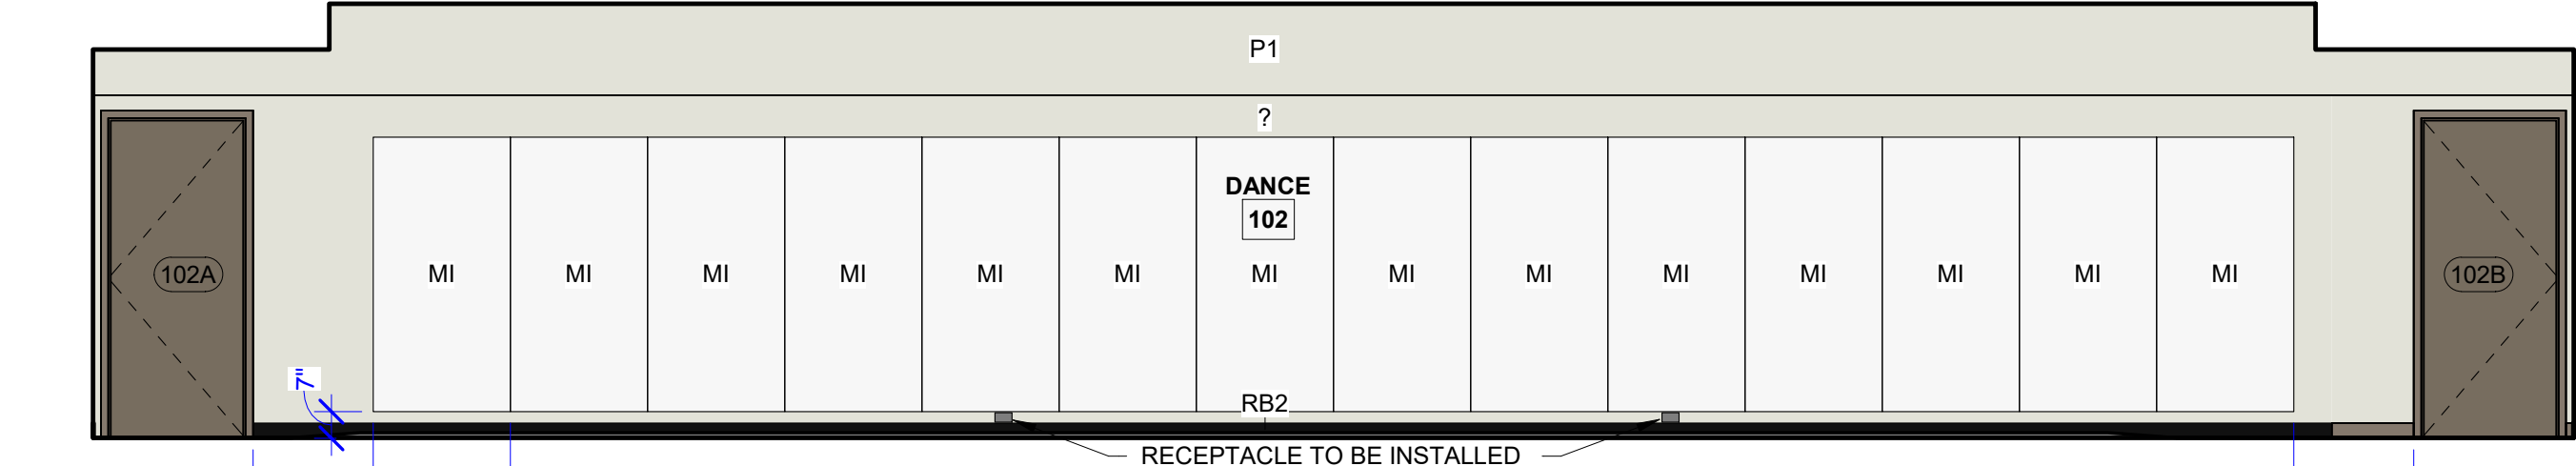 P1
?
DANCE
102
102A
MI MI MI MI MI MI MI MI MI MI MI MI MI MI
102B
7"
RB2
RECEPTACLE TO BE INSTALLED